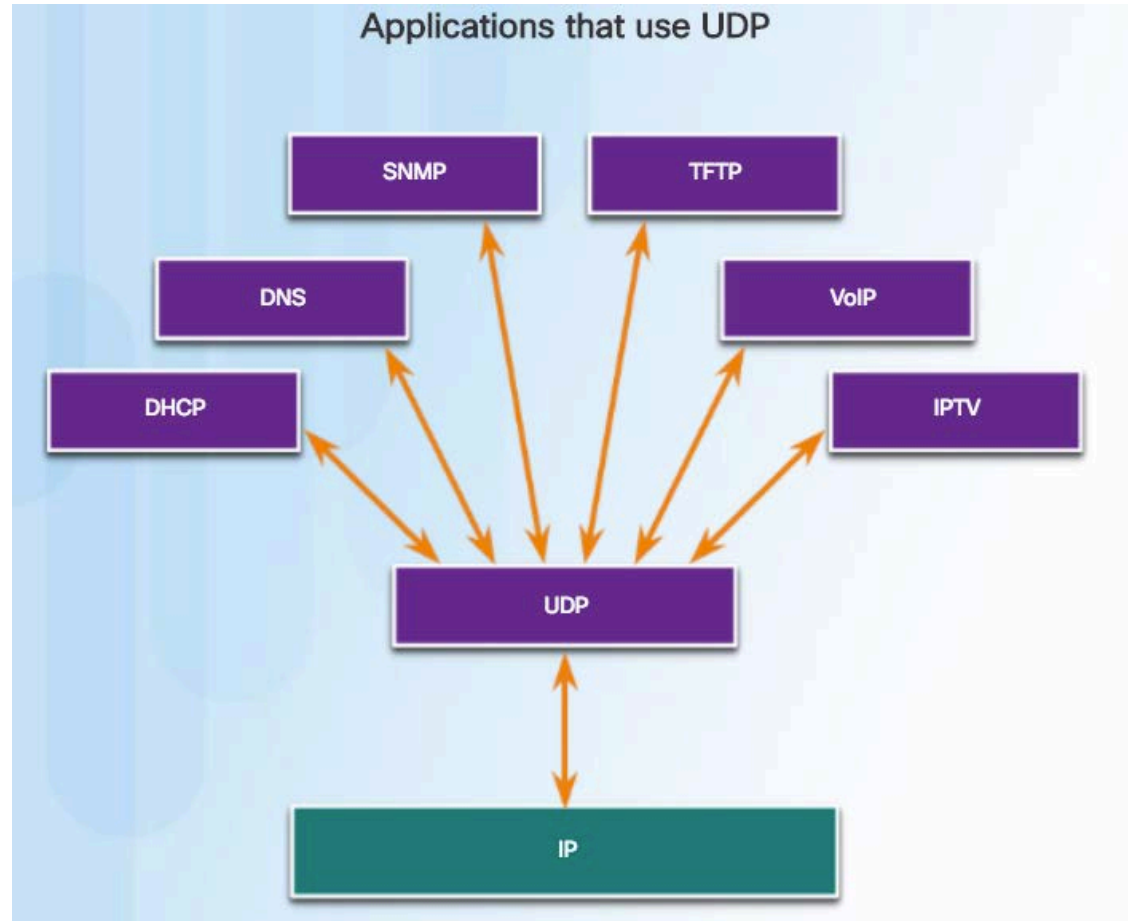 Applications that use UDP
SNMP
TFTP
DNS
VoIP
DHCP
IPTV
UDP
IP